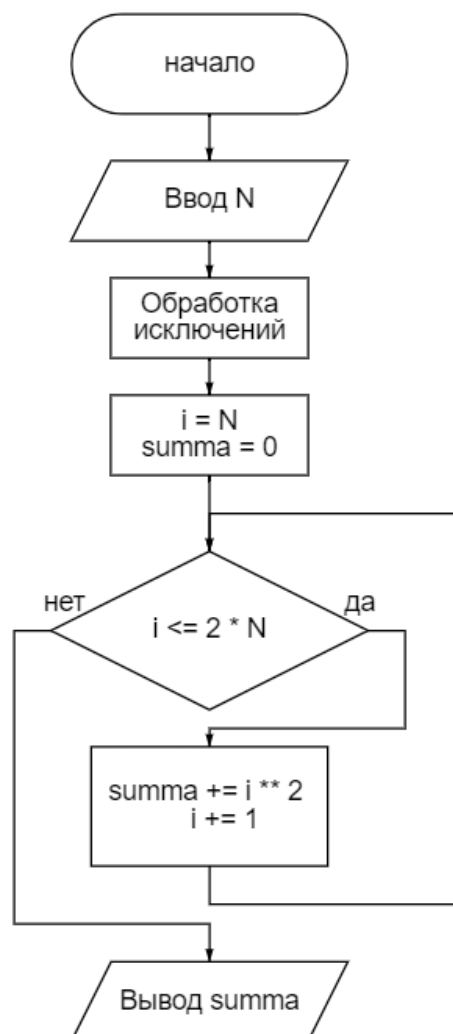 начало
Ввод N
Обработка
исключений
i = N
summa = 0
нет
да
i <= 2 * N
summa += i ** 2
i += 1
Вывод summa